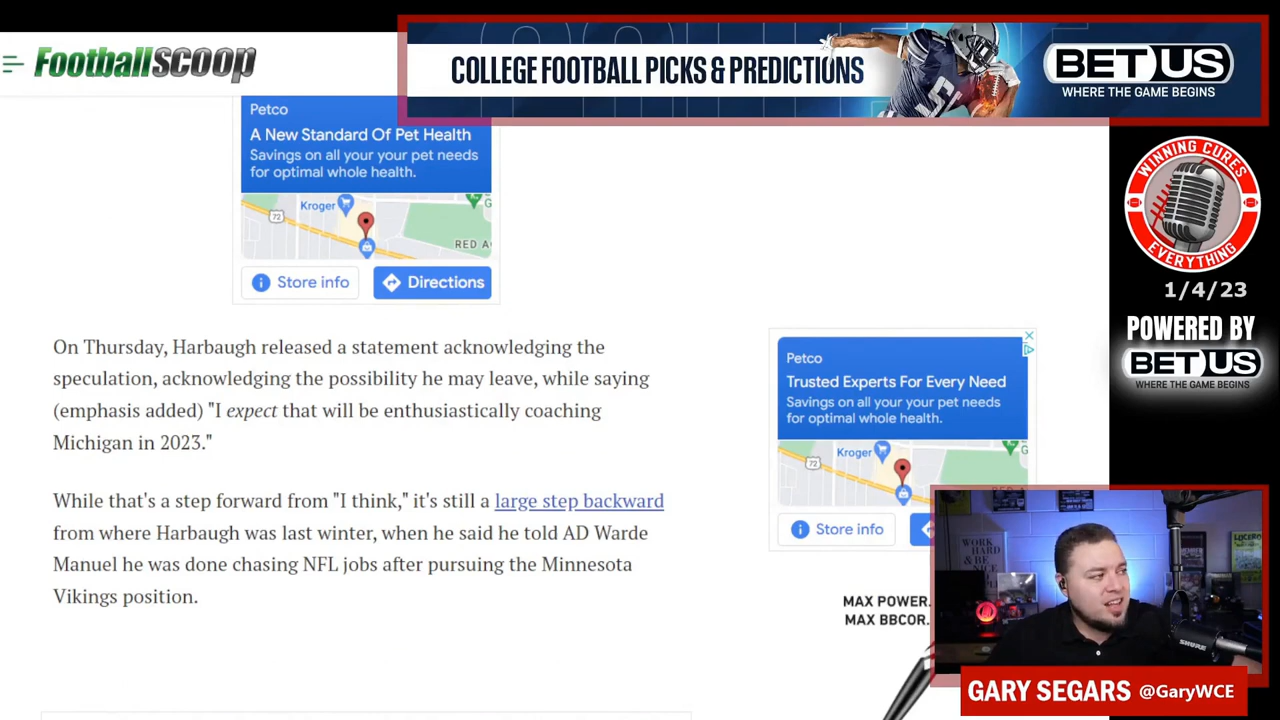 FootballScoop
COLLEGE FOOTBALL PICKS & PREDICTIONS
BETUS
WHERE THE GAME BEGINS
Petco
A New Standard Of Pet Health
Savings on all your your pet needs
for optimal whole health.
Kroger
72
RED A
Store info
Directions
WINNING CURES
EVERYTHING
1/4/23
POWERED BY
BETUS
WHERE THE GAME BEGINS
On Thursday, Harbaugh released a statement acknowledging the
speculation, acknowledging the possibility he may leave, while saying
(emphasis added) "I expect that will be enthusiastically coaching
Michigan in 2023."
While that's a step forward from "I think," it's still a large step backward
from where Harbaugh was last winter, when he said he told AD Warde
Manuel he was done chasing NFL jobs after pursuing the Minnesota
Vikings position.
Petco
Trusted Experts For Every Need
Savings on all your your pet needs
for optimal whole health.
Kroger
72
Store info
MAX POWER.
MAX BBCOR.
WORK
HARD
SHURE
GARY SEGARS @GaryWCE